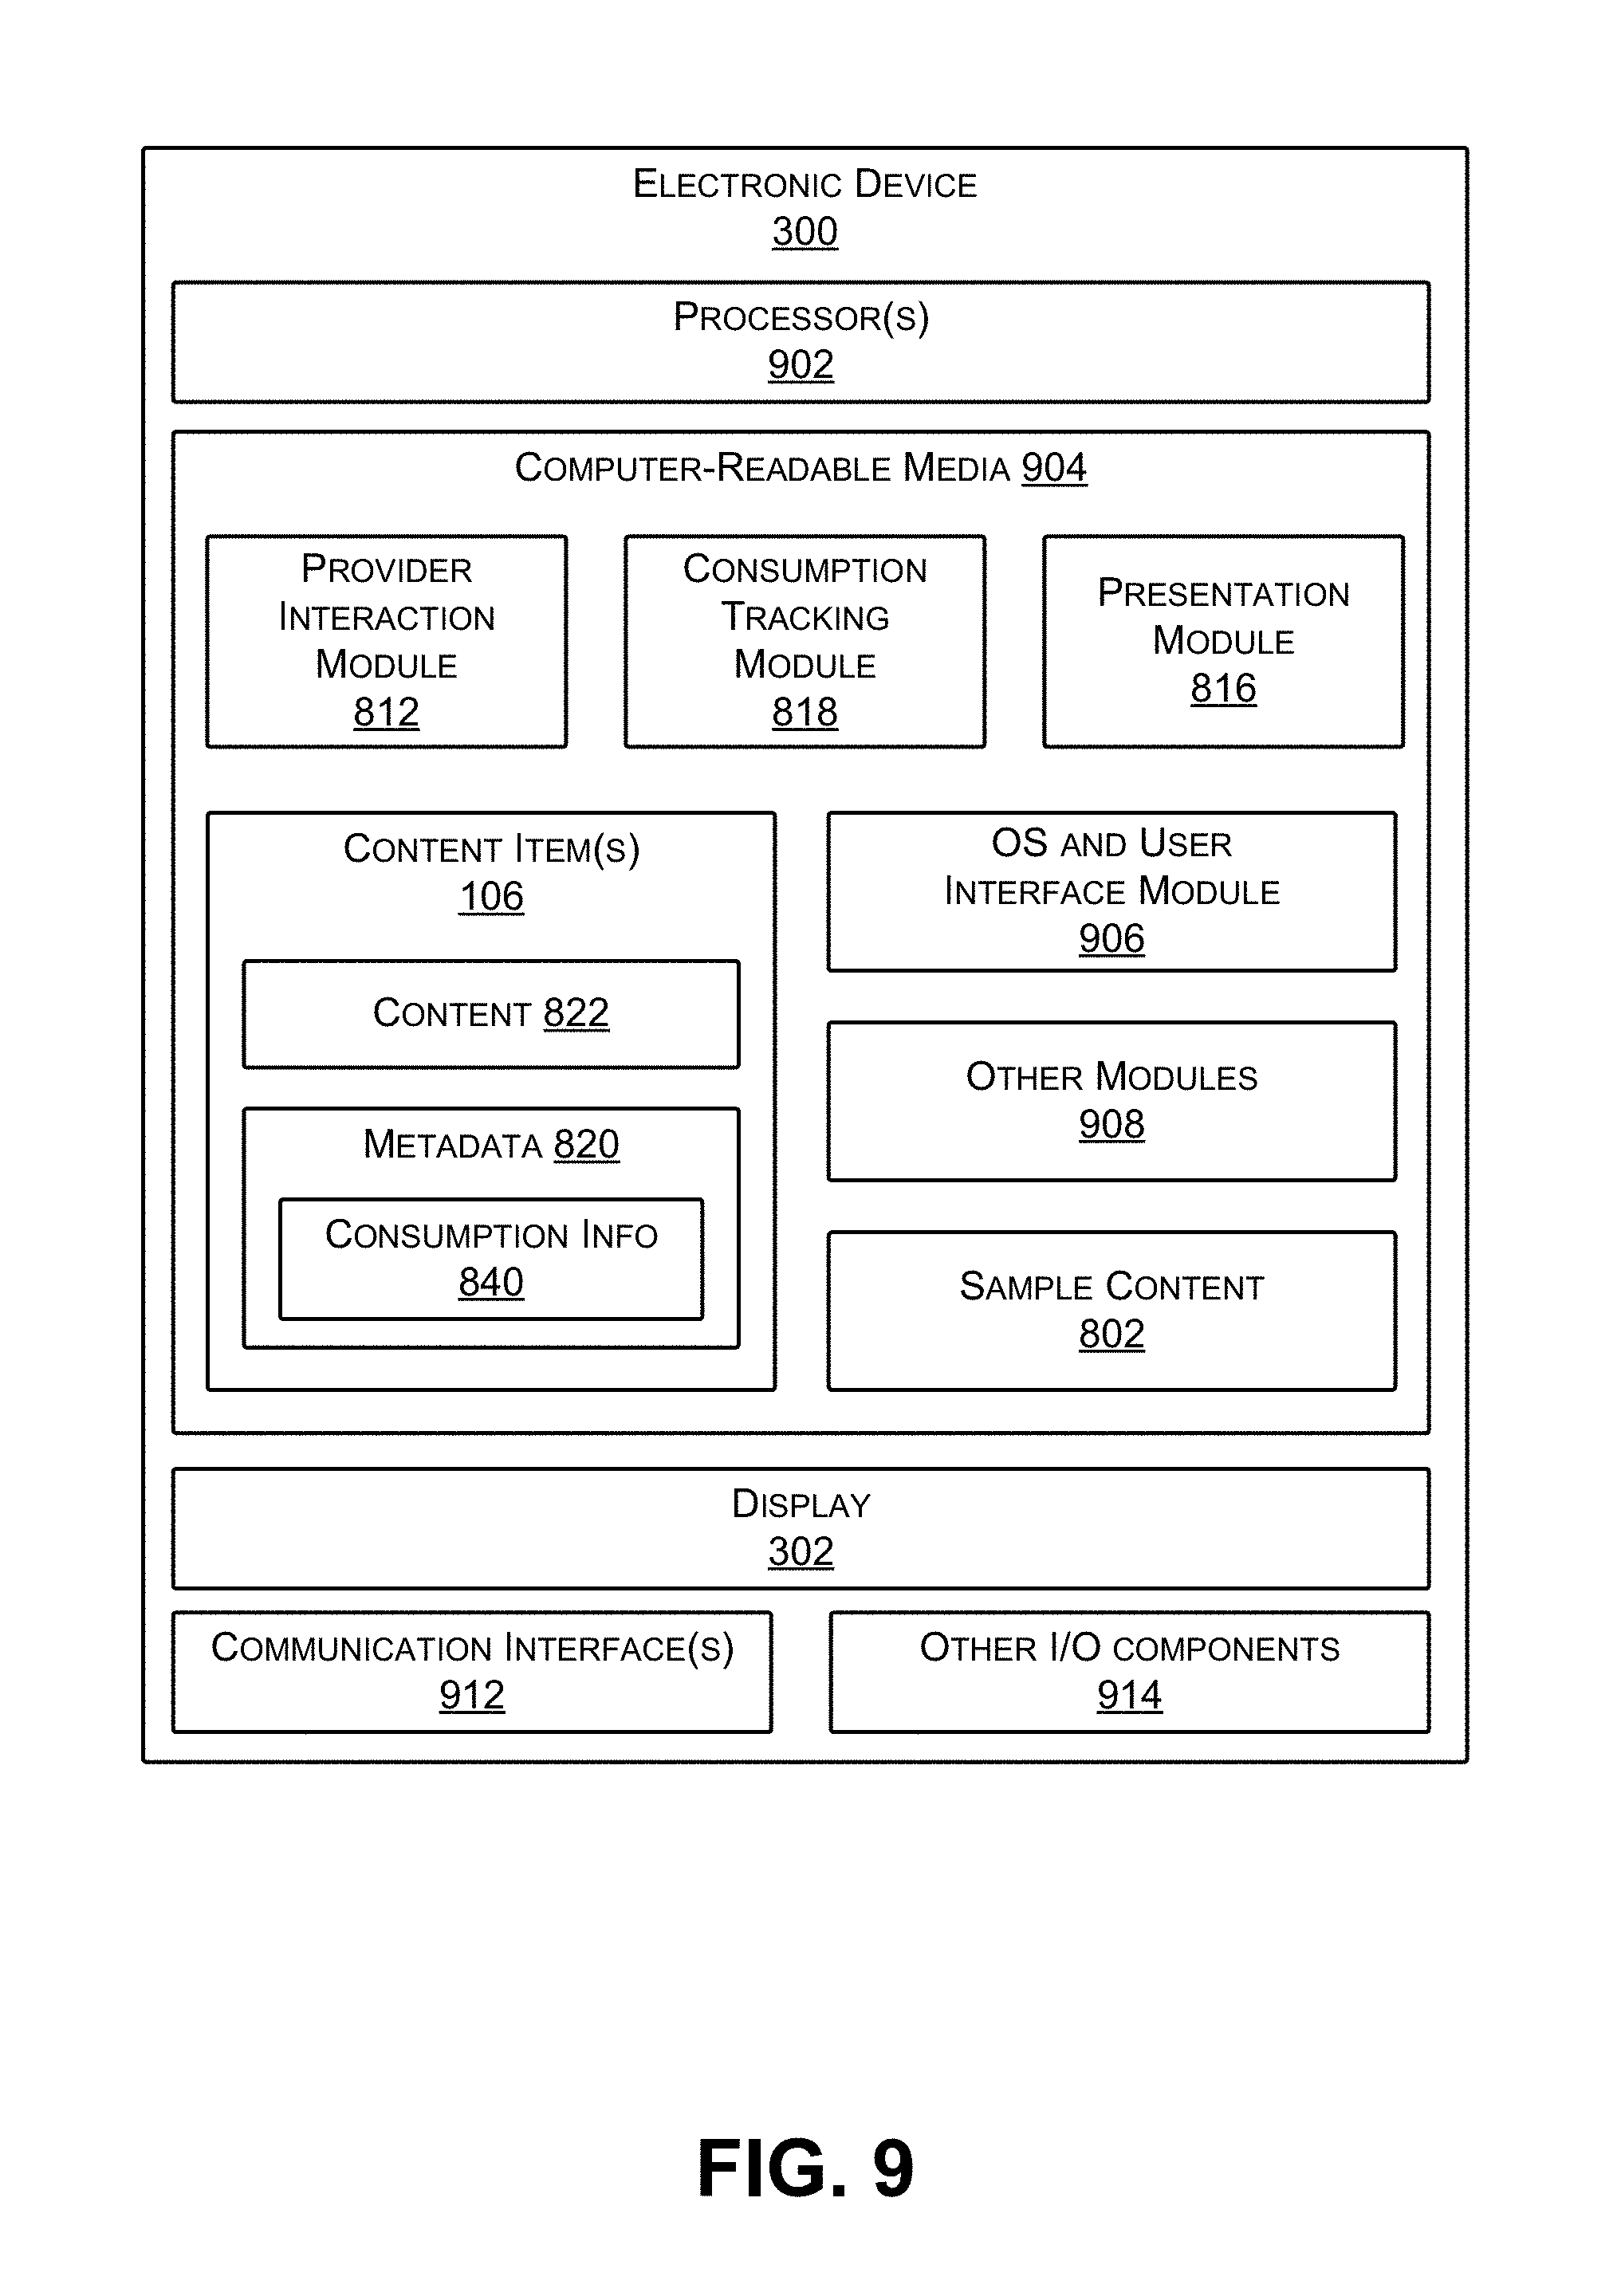 ELECTRONIC DEVICE
300
PROCESSOR(S)
902
COMPUTER-READABLE MEDIA 904
PROVIDER
INTERACTION
MODULE
812
CONSUMPTION
TRACKING
MODULE
818
PRESENTATION
MODULE
816
CONTENT ITEM(S)
106
CONTENT 822
METADATA 820
CONSUMPTION INFO
840
OS AND USER
INTERFACE MODULE
906
OTHER MODULES
908
SAMPLE CONTENT
802
DISPLAY
302
COMMUNICATION INTERFACE(S)
912
OTHER I/O COMPONENTS
914
FIG. 9